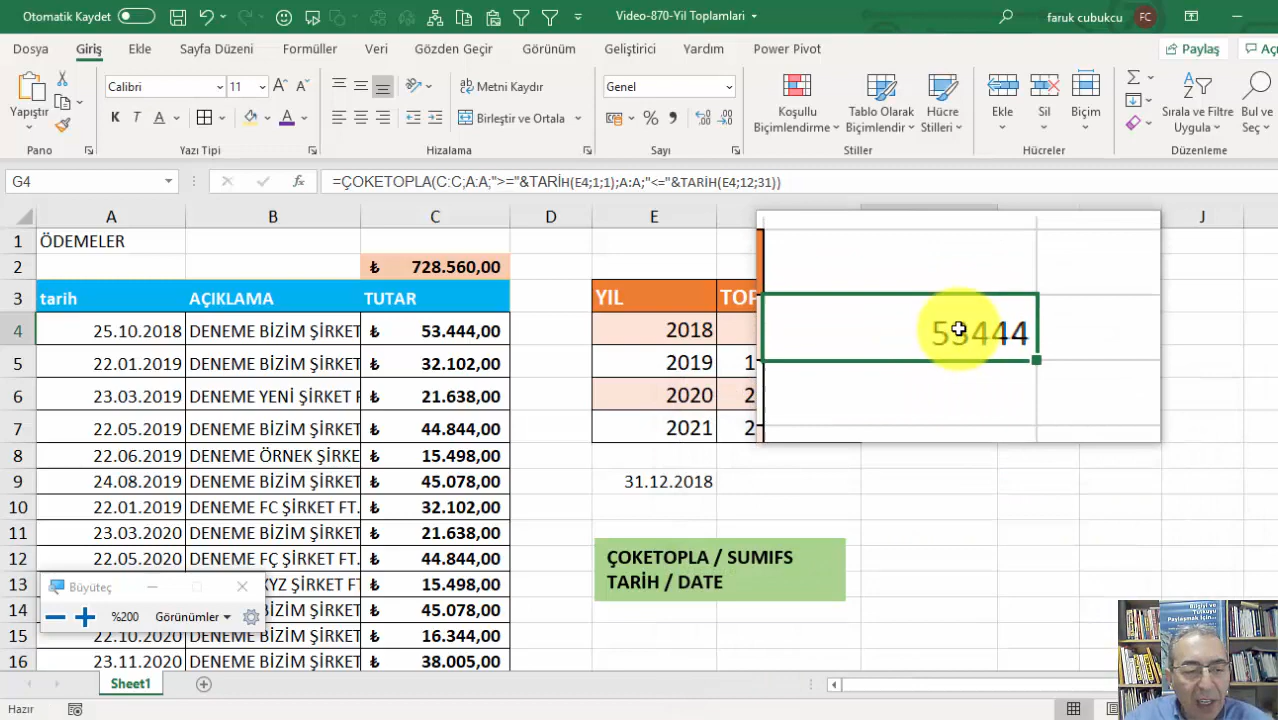 Otomatik Kaydet Video-870-Yil Toplamlari faruk cubukcu FC
Dosya Giriş Ekle Sayfa Düzeni Formüller Veri Gözden Geçir Görünüm Geliştirici Yardım Power Pivot Paylaş
Yapıştır Calibri 11 K T A A A Metni Kaydır Birleştir ve Ortala Genel % Koşullu Biçimlendirme Tablo Olarak Biçimlendir Hücre Stilleri Ekle Sil Biçim Sırala ve Filtre Uygula Bul ve Seç
Pano Yazı Tipi Hizalama Sayı Stiller Hücreler Düzenleme
G4 fx =ÇOKETOPLA(C:C;A:A;">="&TARİH(E4;1;1);A:A;"<="&TARİH(E4;12;31))
A B C D E J
1 ÖDEMELER
2 ₺ 728.560,00
3 tarih AÇIKLAMA TUTAR YIL TOP
4 25.10.2018 DENEME BİZİM ŞİRKET ₺ 53.444,00 2018 53444
5 22.01.2019 DENEME BİZİM ŞİRKET ₺ 32.102,00 2019 1
6 23.03.2019 DENEME YENİ ŞİRKET F ₺ 21.638,00 2020 2
7 22.05.2019 DENEME BİZİM ŞİRKET ₺ 44.844,00 2021 2
8 22.06.2019 DENEME ÖRNEK ŞİRKE ₺ 15.498,00
9 24.08.2019 DENEME BİZİM ŞİRKET ₺ 45.078,00 31.12.2018
10 22.01.2019 DENEME FC ŞİRKET FT. ₺ 32.102,00
11 23.03.2020 DENEME BİZİM ŞİRKET ₺ 21.638,00
12 22.05.2020 DENEME FÇ ŞİRKET FT. ₺ 44.844,00
ÇOKETOPLA / SUMIFS
TARİH / DATE
13 XYZ ŞİRKET F ₺ 15.498,00
14 BİZİM ŞİRKET ₺ 45.078,00
15 22.10.2020 DENEME BİZİM ŞİRKET ₺ 16.344,00
16 23.11.2020 DENEME BİZİM ŞİRKET ₺ 38.005,00
Büyüteç
%200 Görünümler
Sheet1
Hazır
Bilgiyi ve
Tutkuyu
Paylaşmak
İçin...